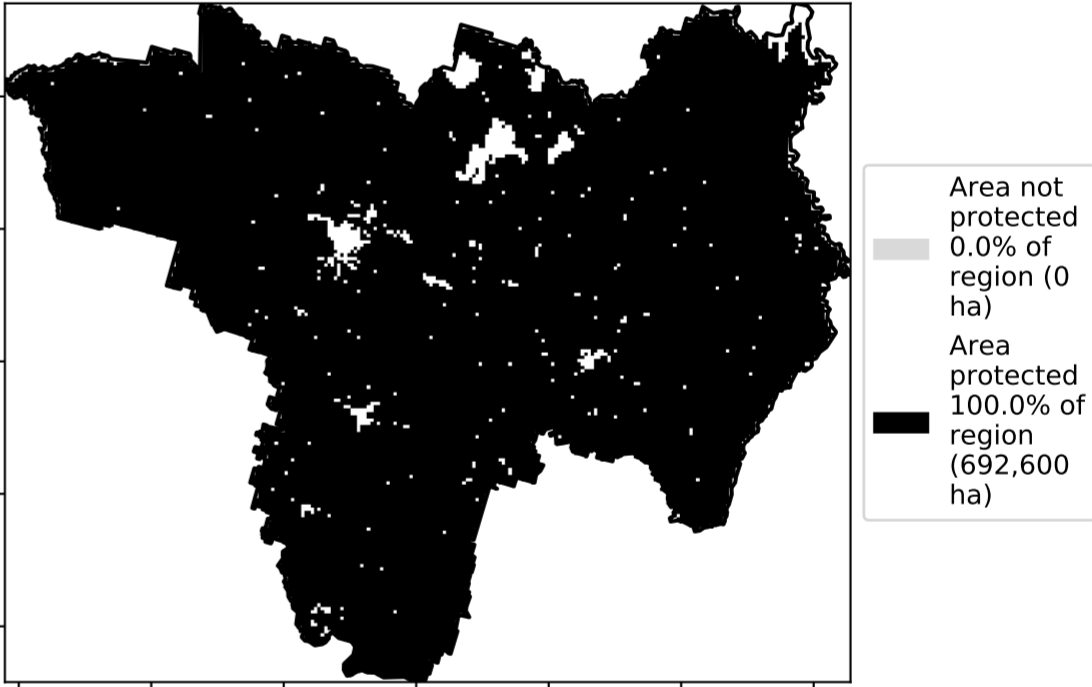 Area not
protected
0.0% of
region (0
ha)
Area
protected
100.0% of
region
(692,600
ha)